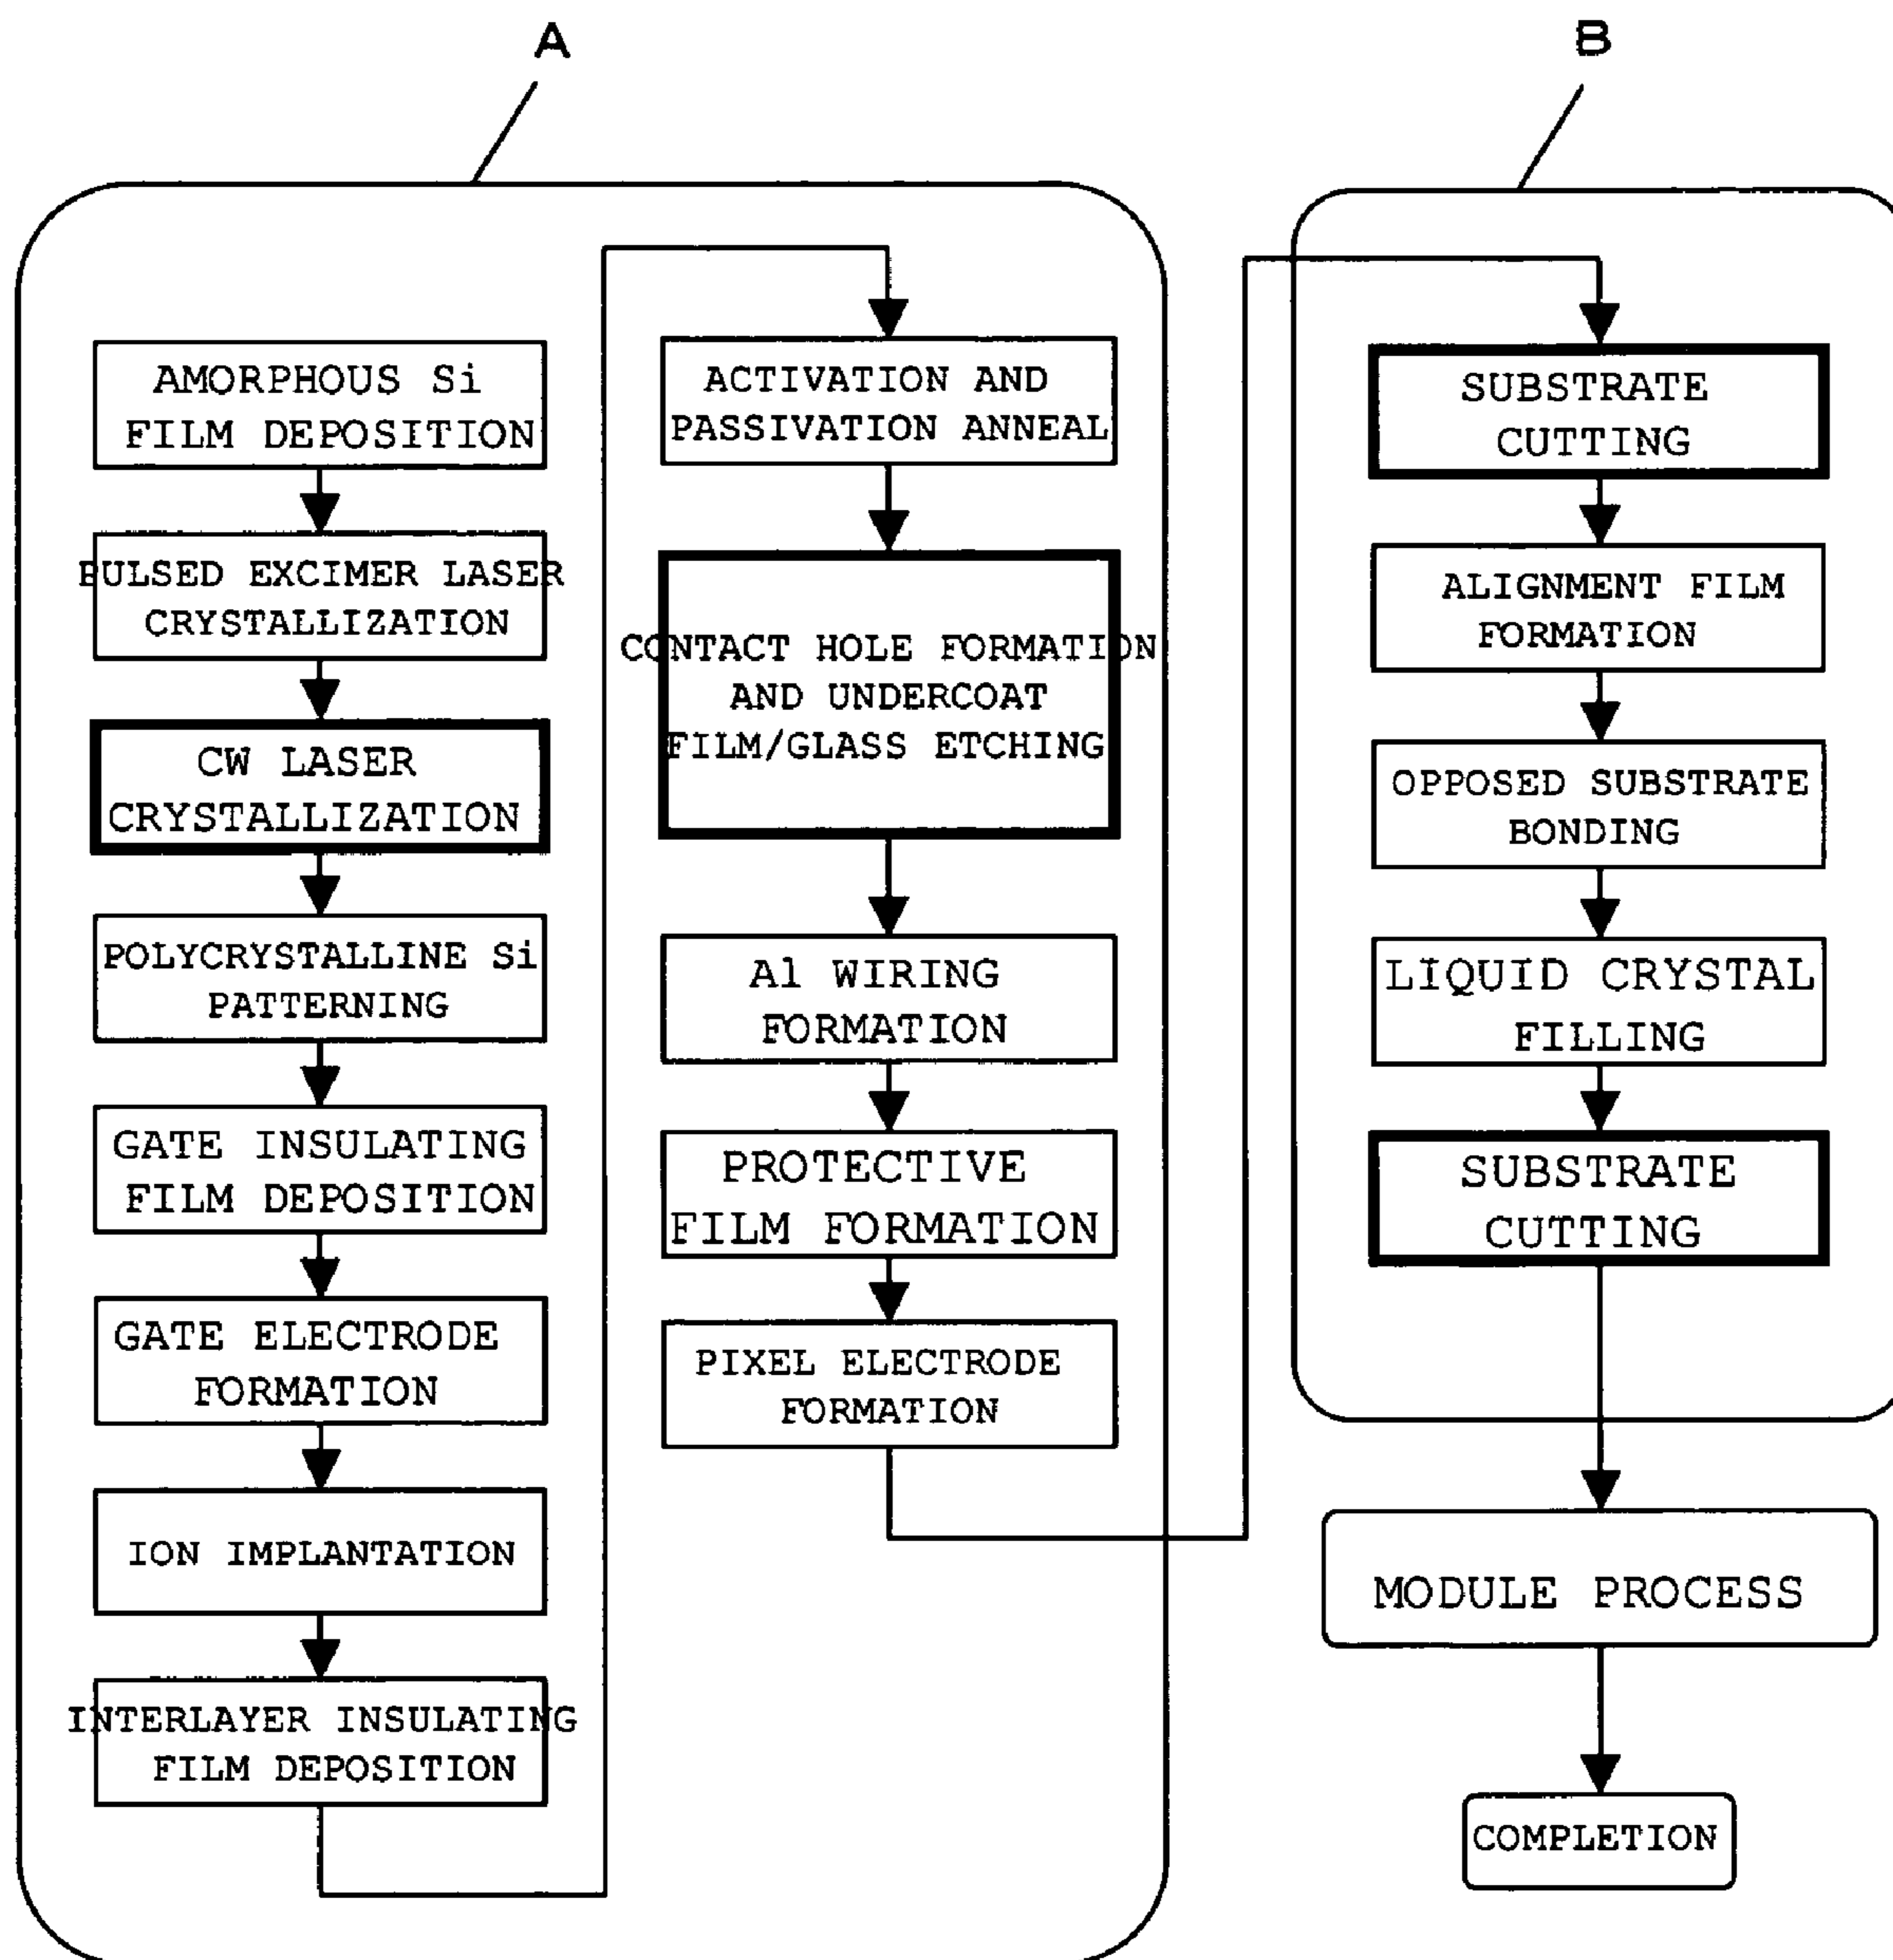 A
AMORPHOUS Si
FILM DEPOSITION
PULSED EXCIMER LASER
CRYSTALLIZATION
CW LASER
CRYSTALLIZATION
POLYCRYSTALLINE Si
PATTERNING
GATE INSULATING
FILM DEPOSITION
GATE ELECTRODE
FORMATION
ION IMPLANTATION
INTERLAYER INSULATING
FILM DEPOSITION
ACTIVATION AND
PASSIVATION ANNEAL
CONTACT HOLE FORMATION
AND UNDERCOAT
FILM/GLASS ETCHING
Al WIRING
FORMATION
PROTECTIVE
FILM FORMATION
PIXEL ELECTRODE
FORMATION
B
SUBSTRATE
CUTTING
ALIGNMENT FILM
FORMATION
OPPOSED SUBSTRATE
BONDING
LIQUID CRYSTAL
FILLING
SUBSTRATE
CUTTING
MODULE PROCESS
COMPLETION